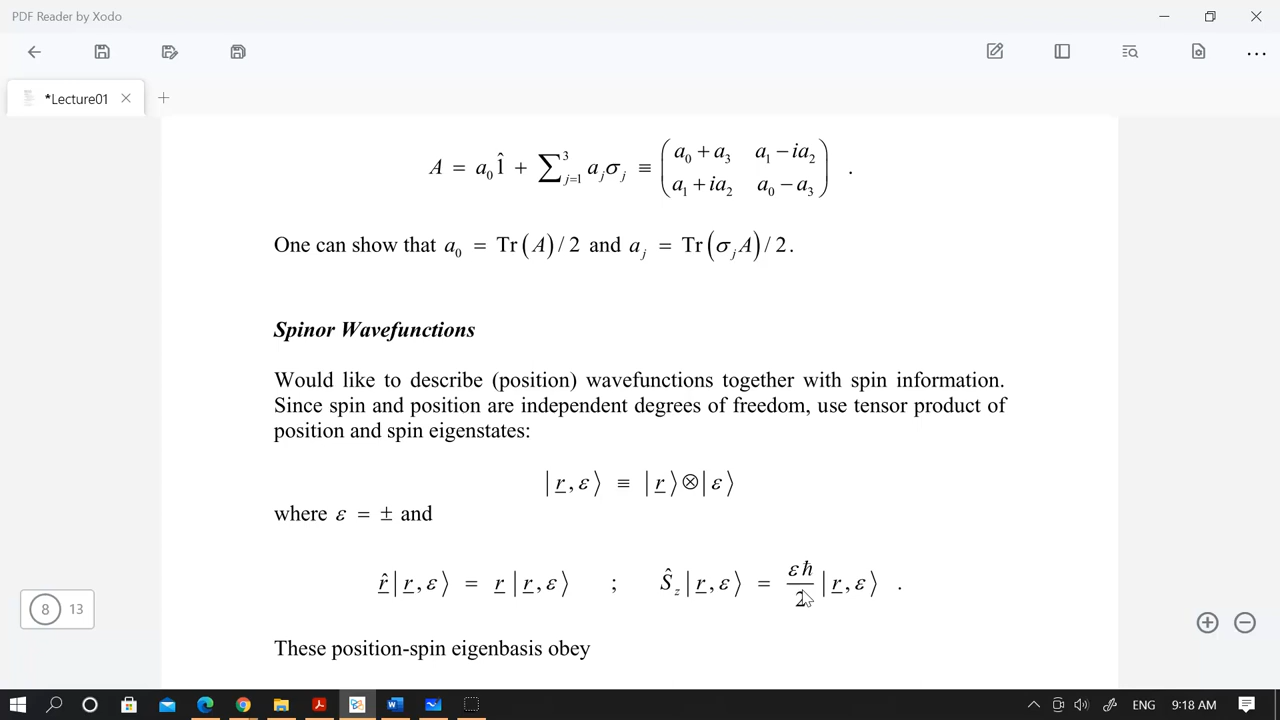 PDF Reader by Xodo
*Lecture01
A = a₀1̂ + ∑³ⱼ₌₁ aⱼσⱼ ≡ ( a₀ + a₃   a₁ − ia₂
a₁ + ia₂   a₀ − a₃ ) .
One can show that a₀ = Tr(A)/2 and aⱼ = Tr(σⱼA)/2.
Spinor Wavefunctions
Would like to describe (position) wavefunctions together with spin information.
Since spin and position are independent degrees of freedom, use tensor product of
position and spin eigenstates:
|r̲,ε⟩ ≡ |r̲⟩⊗|ε⟩
where ε = ± and
r̲̂|r̲,ε⟩ = r̲|r̲,ε⟩ ; Ŝ_z|r̲,ε⟩ = εℏ/2 |r̲,ε⟩ .
8 13
These position-spin eigenbasis obey
ENG 9:18 AM